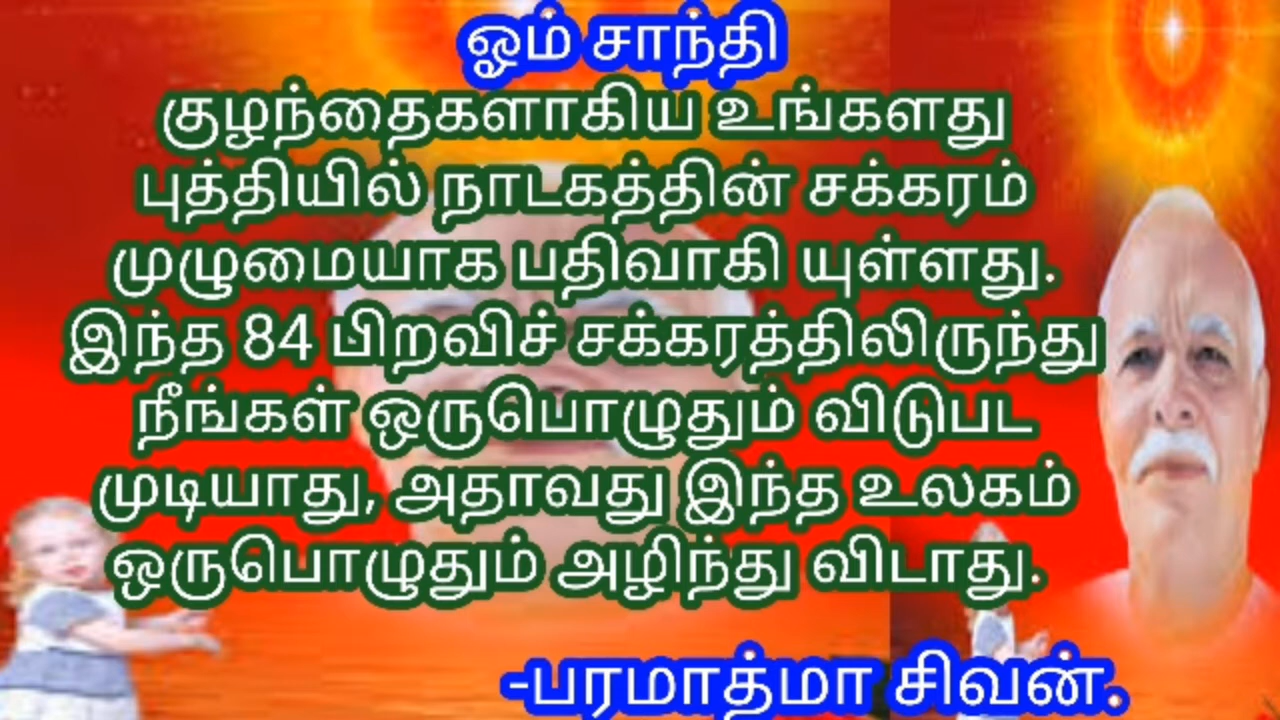 ஓம் சாந்தி
குழந்தைகளாகிய உங்களது
புத்தியில் நாடகத்தின் சக்கரம்
முழுமையாக பதிவாகி யுள்ளது.
இந்த 84 பிறவிச் சக்கரத்திலிருந்து
நீங்கள் ஒருபொழுதும் விடுபட
முடியாது, அதாவது இந்த உலகம்
ஒருபொழுதும் அழிந்து விடாது.
-பரமாத்மா சிவன்.